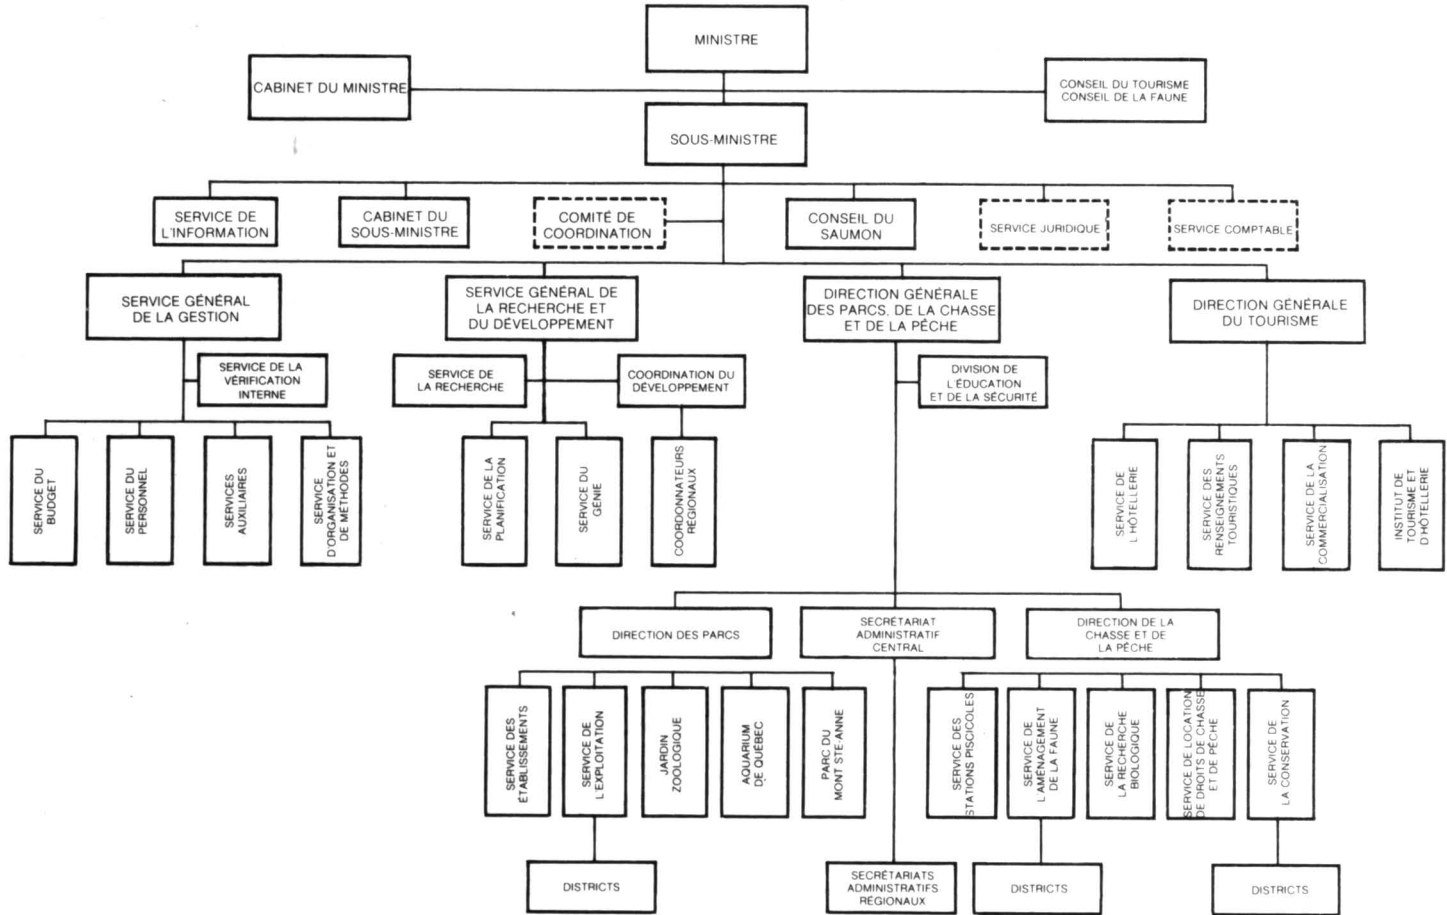 MINISTRE
CABINET DU MINISTRE
CONSEIL DU TOURISME
CONSEIL DE LA FAUNE
SOUS-MINISTRE
SERVICE DE
L'INFORMATION
CABINET DU
SOUS-MINISTRE
COMITÉ DE
COORDINATION
CONSEIL DU
SAUMON
SERVICE JURIDIQUE
SERVICE COMPTABLE
SERVICE GÉNÉRAL
DE LA GESTION
SERVICE GÉNÉRAL DE
LA RECHERCHE ET
DU DÉVELOPPEMENT
DIRECTION GÉNÉRALE
DES PARCS, DE LA CHASSE
ET DE LA PÊCHE
DIRECTION GÉNÉRALE
DU TOURISME
SERVICE DE LA
VÉRIFICATION
INTERNE
SERVICE DE
LA RECHERCHE
COORDINATION DU
DÉVELOPPEMENT
DIVISION DE
L'ÉDUCATION
ET DE LA SÉCURITÉ
SERVICE DU
BUDGET
SERVICE DU
PERSONNEL
SERVICES
AUXILIAIRES
SERVICE
D'ORGANISATION ET
DE MÉTHODES
SERVICE DE LA
PLANIFICATION
SERVICE DU
GÉNIE
COORDONNATEURS
RÉGIONAUX
SERVICE DE
L'HÔTELLERIE
SERVICE DES
RENSEIGNEMENTS
TOURISTIQUES
SERVICE DE LA
COMMERCIALISATION
INSTITUT DE
TOURISME ET
D'HÔTELLERIE
DIRECTION DES PARCS
SECRÉTARIAT
ADMINISTRATIF
CENTRAL
DIRECTION DE LA
CHASSE ET DE
LA PÊCHE
SERVICE DES
ÉTABLISSEMENTS
SERVICE DE
L'EXPLOITATION
JARDIN
ZOOLOGIQUE
AQUARIUM
DE QUÉBEC
PARC DU
MONT STE-ANNE
SERVICE DES
STATIONS PISCICOLES
SERVICE DE
L'AMÉNAGEMENT
DE LA FAUNE
SERVICE DE
LA RECHERCHE
BIOLOGIQUE
SERVICE DE LOCATION
DE DROITS DE CHASSE
ET DE PÊCHE
SERVICE DE
LA CONSERVATION
DISTRICTS
SECRÉTARIATS
ADMINISTRATIFS
RÉGIONAUX
DISTRICTS
DISTRICTS